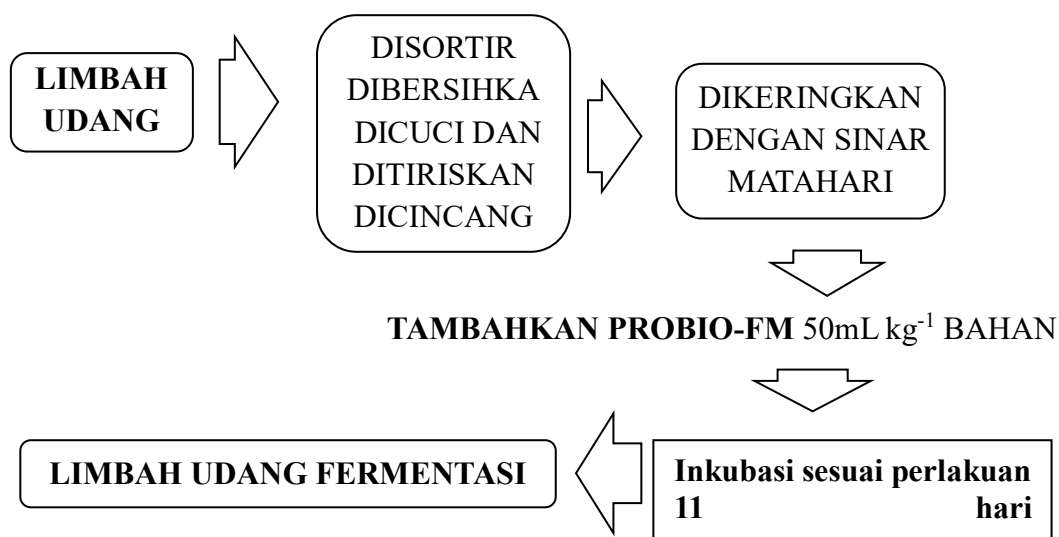 LIMBAH
UDANG
DISORTIR
DIBERSIHKA
DICUCI DAN
DITIRISKAN
DICINCANG
DIKERINGKAN
DENGAN SINAR
MATAHARI
TAMBAHKAN PROBIO-FM 50mL kg⁻¹ BAHAN
Inkubasi sesuai perlakuan
11 hari
LIMBAH UDANG FERMENTASI